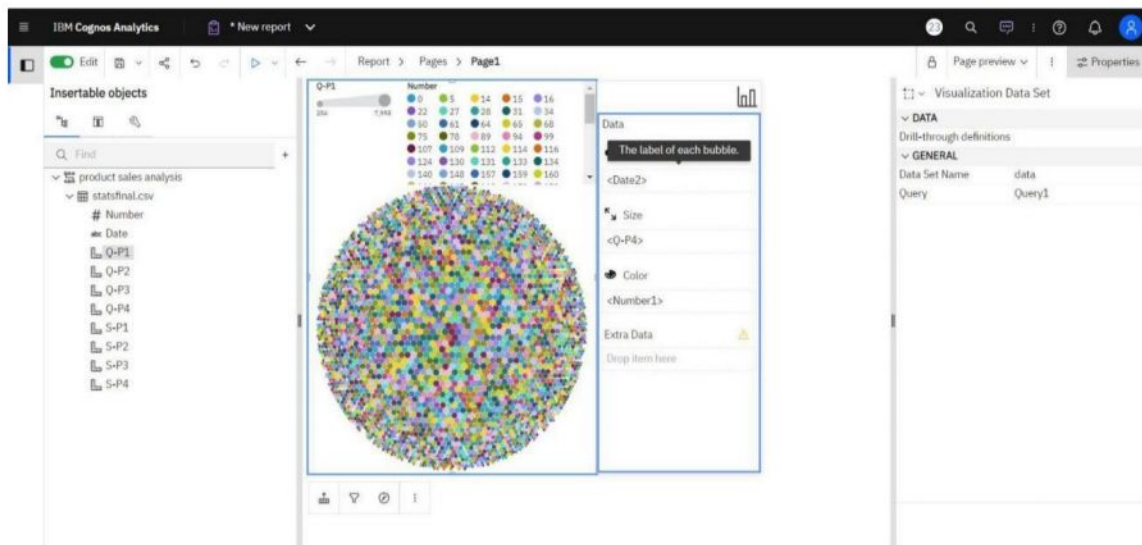 IBM Cognos Analytics
* New report
23
Edit
Report > Pages > Page1
Page preview
Properties
Insertable objects
Find
product sales analysis
statsfinal.csv
# Number
abc Date
Q-P1
Q-P2
Q-P3
Q-P4
S-P1
S-P2
S-P3
S-P4
Q-P1
Number
0 5 14 15 16
22 27 28 31 34
50 61 64 65 68
75 78 89 94 99
107 109 112 114 116
124 130 131 133 134
140 148 157 159 160
Data
The label of each bubble.
<Date2>
Size
<Q-P4>
Color
<Number1>
Extra Data
Drop item here
Visualization Data Set
DATA
Drill-through definitions
GENERAL
Data Set Name data
Query Query1